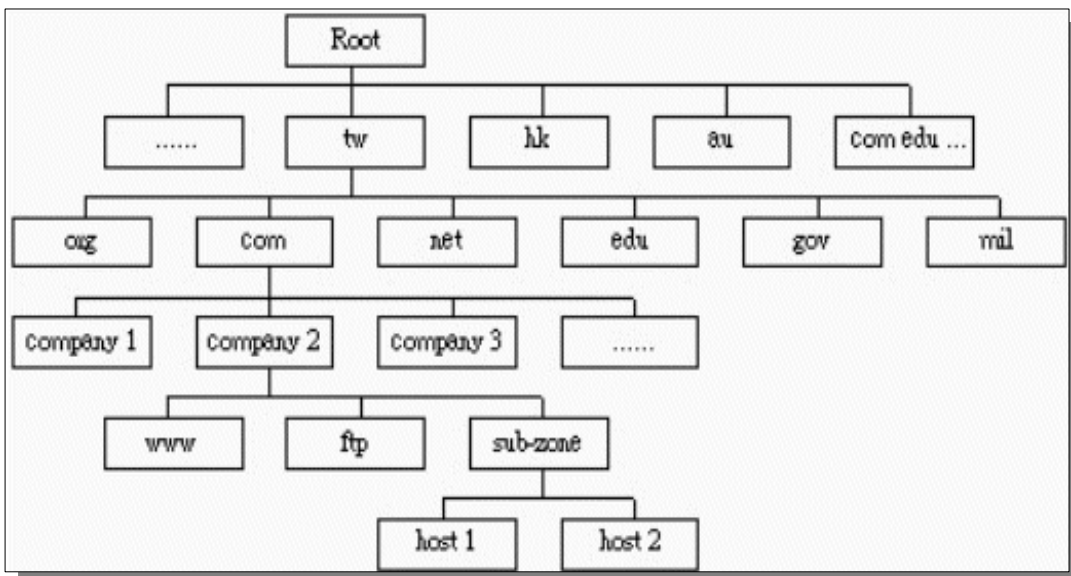 Root
......
tw
hk
au
com edu ...
org
com
net
edu
gov
mil
company 1
company 2
company 3
......
www
ftp
sub-zone
host 1
host 2